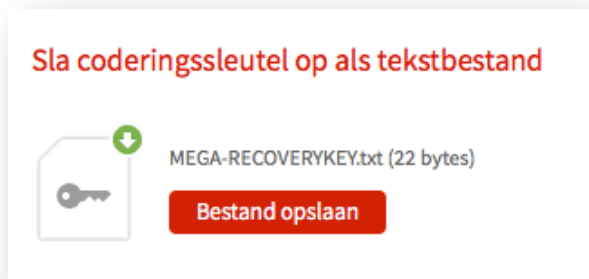 Sla coderingssleutel op als tekstbestand
MEGA-RECOVERYKEY.txt (22 bytes)
Bestand opslaan